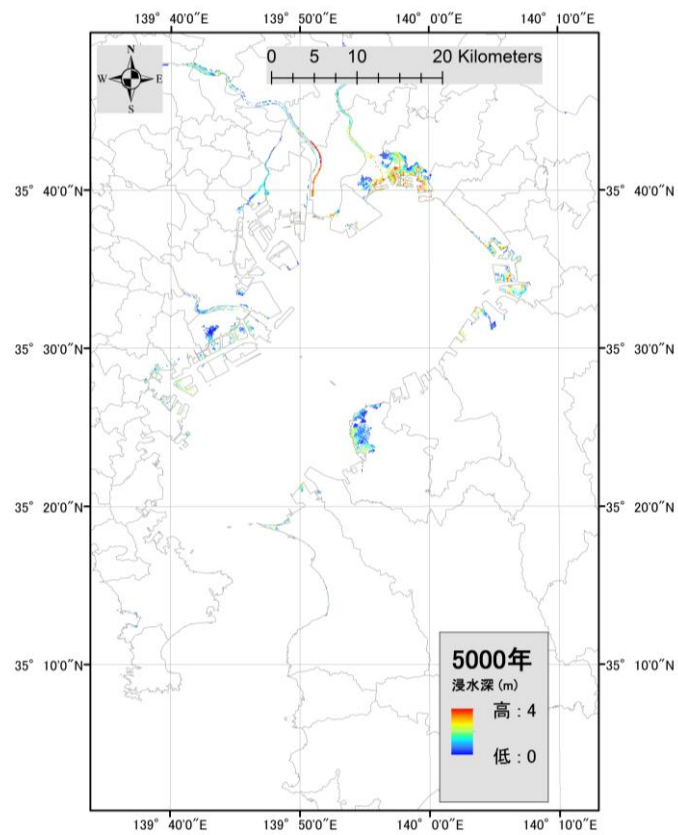 139° 40'0"E 139° 50'0"E 140° 00'0"E 140° 10'0"E
N
W E
S
0 5 10 20 Kilometers
35° 40'0"N 35° 40'0"N
35° 30'0"N 35° 30'0"N
35° 20'0"N 35° 20'0"N
35° 10'0"N 35° 10'0"N
5000年
浸水深 (m)
高 : 4
低 : 0
139° 40'0"E 139° 50'0"E 140° 00'0"E 140° 10'0"E